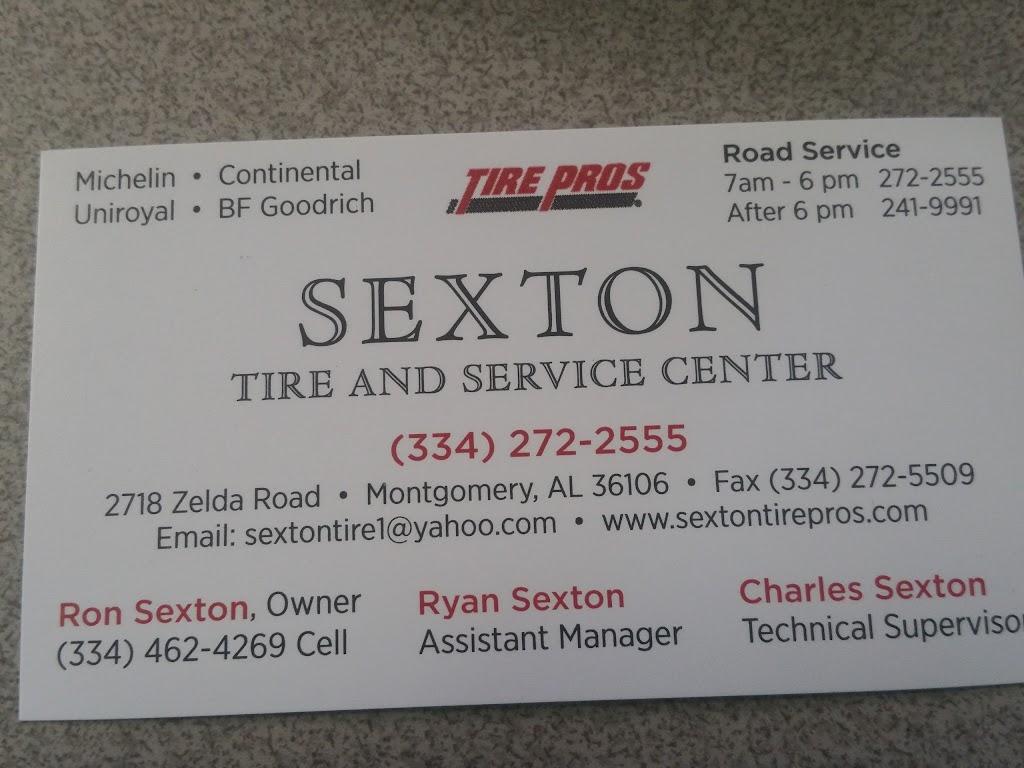 Michelin • Continental
Uniroyal • BF Goodrich
TIRE PROS
Road Service
7am - 6 pm 272-2555
After 6 pm 241-9991
SEXTON
TIRE AND SERVICE CENTER
(334) 272-2555
2718 Zelda Road • Montgomery, AL 36106 • Fax (334) 272-5509
Email: sextontire1@yahoo.com • www.sextontirepros.com
Ron Sexton, Owner
(334) 462-4269 Cell
Ryan Sexton
Assistant Manager
Charles Sexton
Technical Superviso